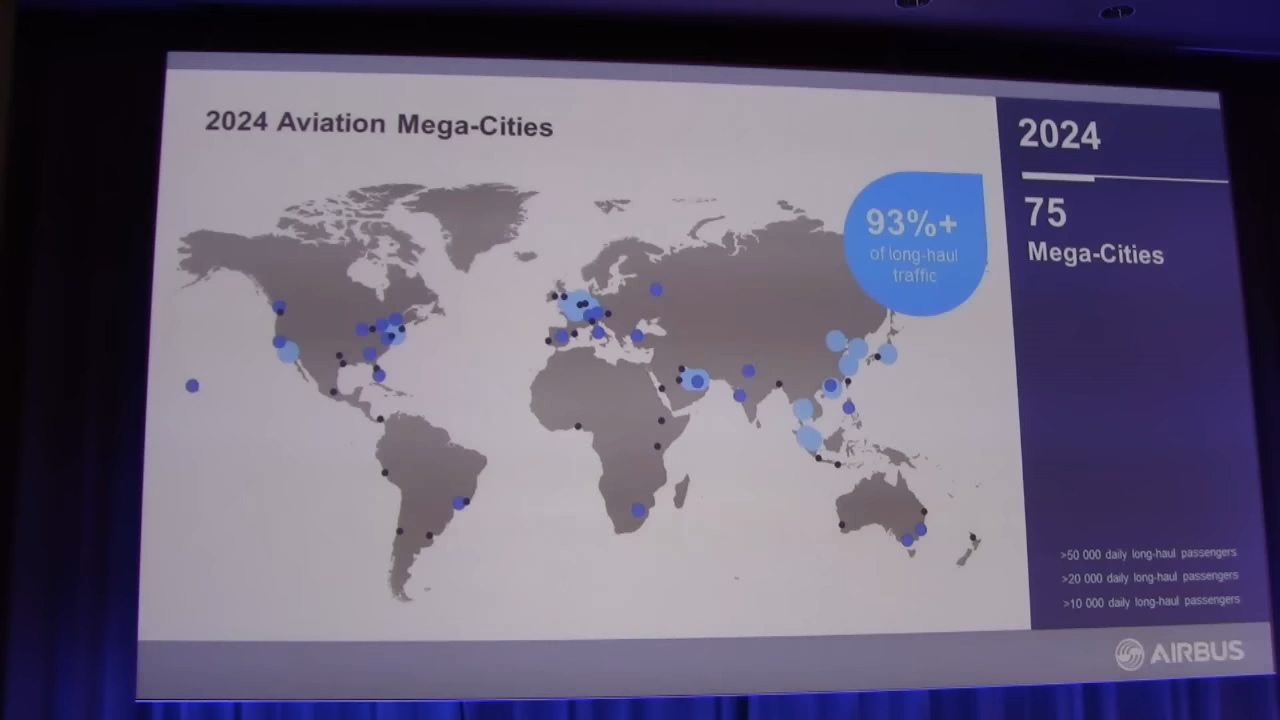 2024 Aviation Mega-Cities
93%+
of long-haul
traffic
2024
75
Mega-Cities
>50 000 daily long-haul passengers
>20 000 daily long-haul passengers
>10 000 daily long-haul passengers
AIRBUS